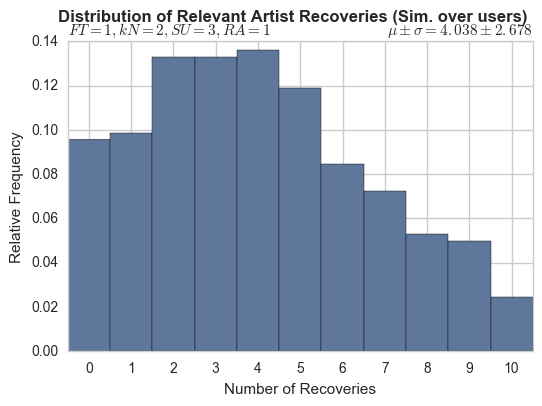 Distribution of Relevant Artist Recoveries (Sim. over users)
FT = 1, kN = 2, SU = 3, RA = 1
μ ± σ = 4.038 ± 2.678
0.14
0.12
0.10
0.08
0.06
0.04
0.02
0.00
Relative Frequency
0 1 2 3 4 5 6 7 8 9 10
Number of Recoveries